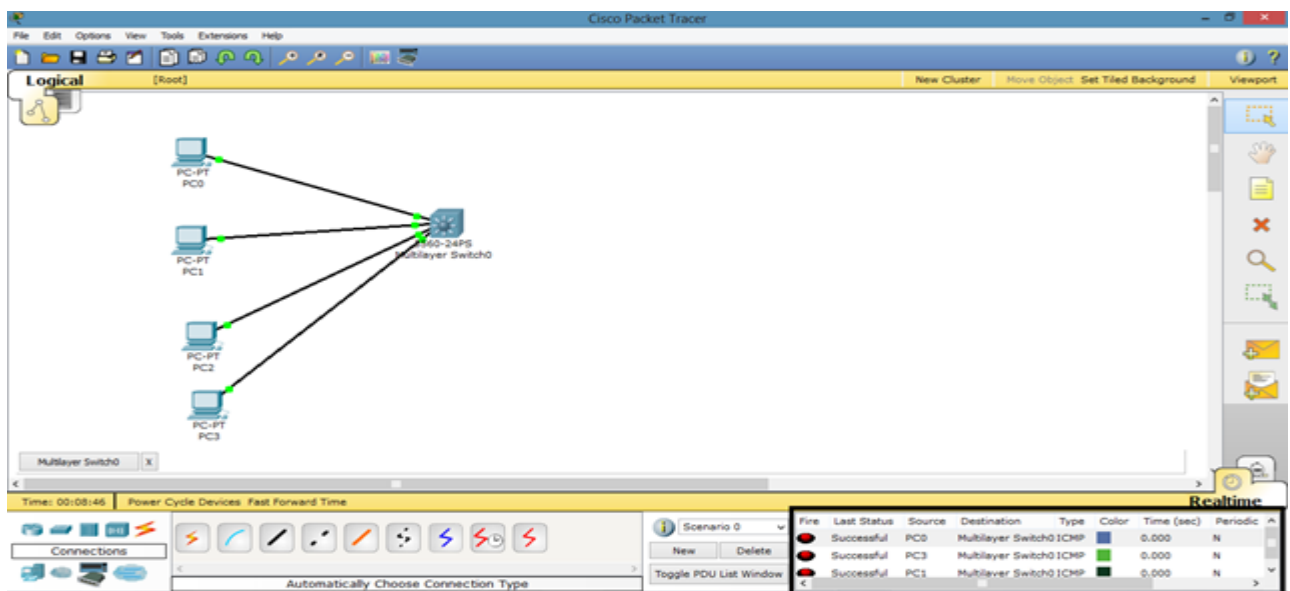 Cisco Packet Tracer
File Edit Options View Tools Extensions Help
Logical [Root] New Cluster Move Object Set Tiled Background Viewport
PC-PT
PC0
PC-PT
PC1
3560-24PS
Multilayer Switch0
PC-PT
PC2
PC-PT
PC3
Multilayer Switch0 X
Time: 00:08:46 Power Cycle Devices Fast Forward Time Realtime
Connections
Automatically Choose Connection Type
Scenario 0
New Delete
Toggle PDU List Window
Fire Last Status Source Destination Type Color Time (sec) Periodic
Successful PC0 Multilayer Switch0 ICMP 0.000 N
Successful PC3 Multilayer Switch0 ICMP 0.000 N
Successful PC1 Multilayer Switch0 ICMP 0.000 N